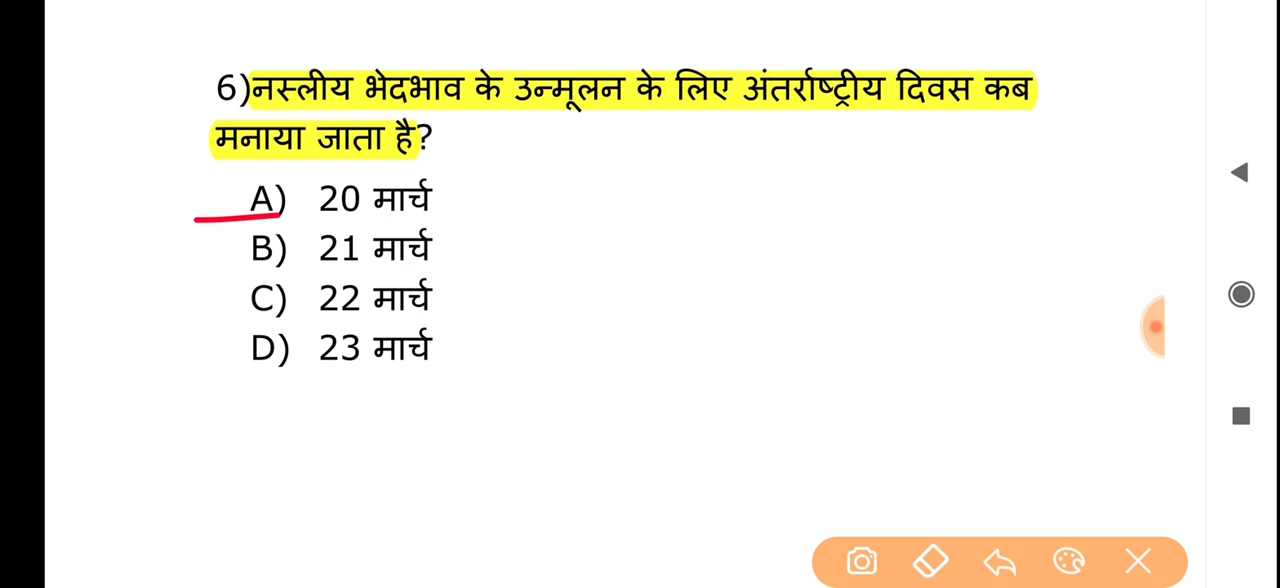 6)नस्लीय भेदभाव के उन्मूलन के लिए अंतर्राष्ट्रीय दिवस कब
मनाया जाता है?
A) 20 मार्च
B) 21 मार्च
C) 22 मार्च
D) 23 मार्च